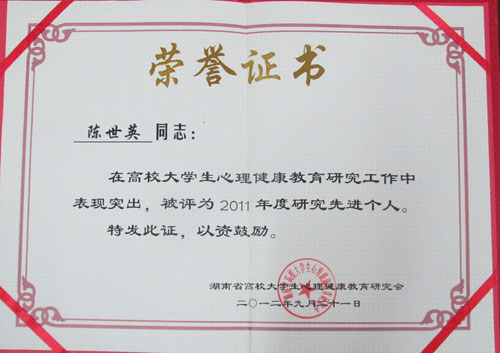 荣誉证书
陈世英 同志：
在高校大学生心理健康教育研究工作中
表现突出，被评为2011年度研究先进个人。
特发此证，以资鼓励。
湖南省高校大学生心理健康教育研究会
二〇一二年九月二十一日